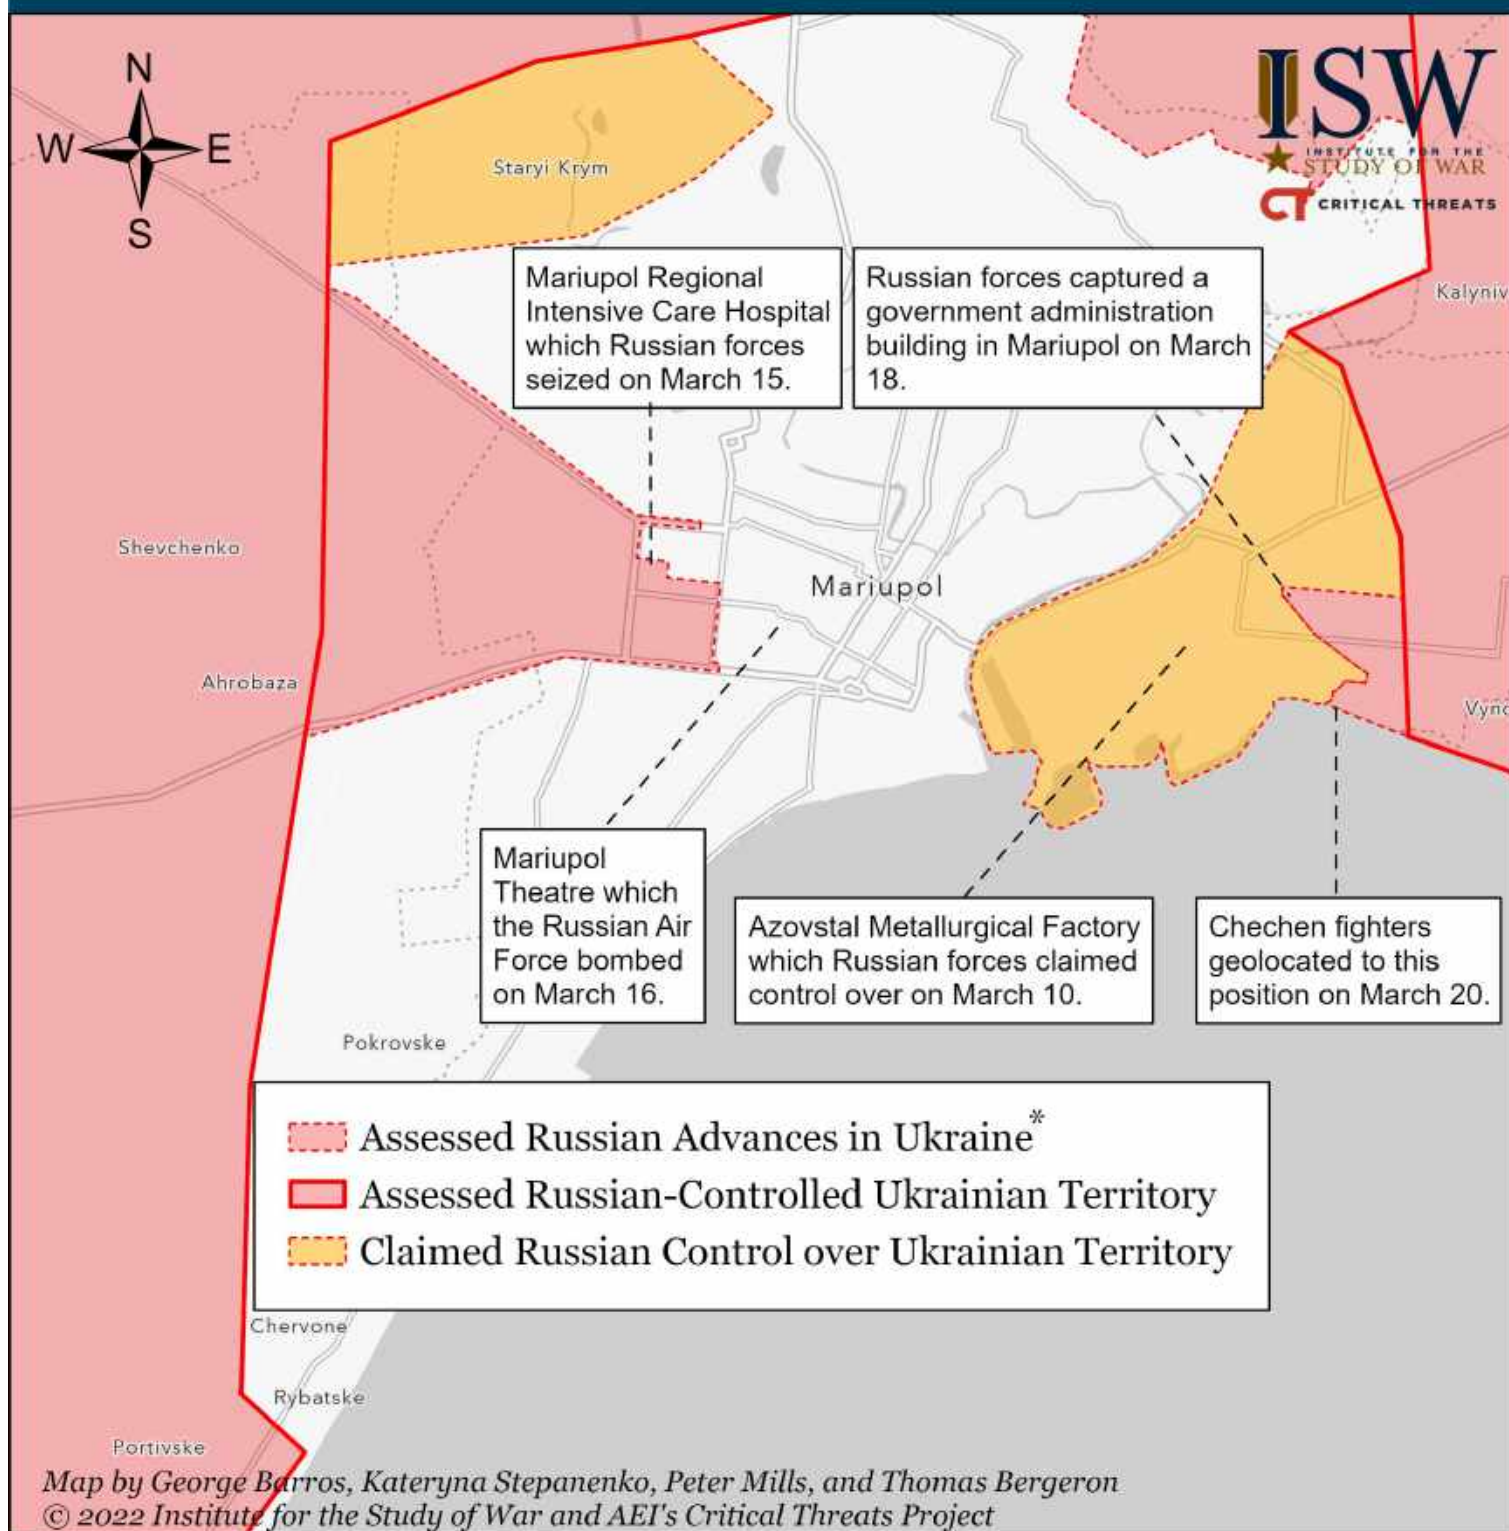 N
W E
S
ISW
INSTITUTE FOR THE
STUDY OF WAR
CT CRITICAL THREATS
Staryi Krym
Mariupol Regional
Intensive Care Hospital
which Russian forces
seized on March 15.
Russian forces captured a
government administration
building in Mariupol on March
18.
Kalyniv
Shevchenko
Mariupol
Ahrobaza
Vyno
Mariupol
Theatre which
the Russian Air
Force bombed
on March 16.
Azovstal Metallurgical Factory
which Russian forces claimed
control over on March 10.
Chechen fighters
geolocated to this
position on March 20.
Pokrovske
Assessed Russian Advances in Ukraine*
Assessed Russian-Controlled Ukrainian Territory
Claimed Russian Control over Ukrainian Territory
Chervone
Rybatske
Portivske
Map by George Barros, Kateryna Stepanenko, Peter Mills, and Thomas Bergeron
© 2022 Institute for the Study of War and AEI's Critical Threats Project